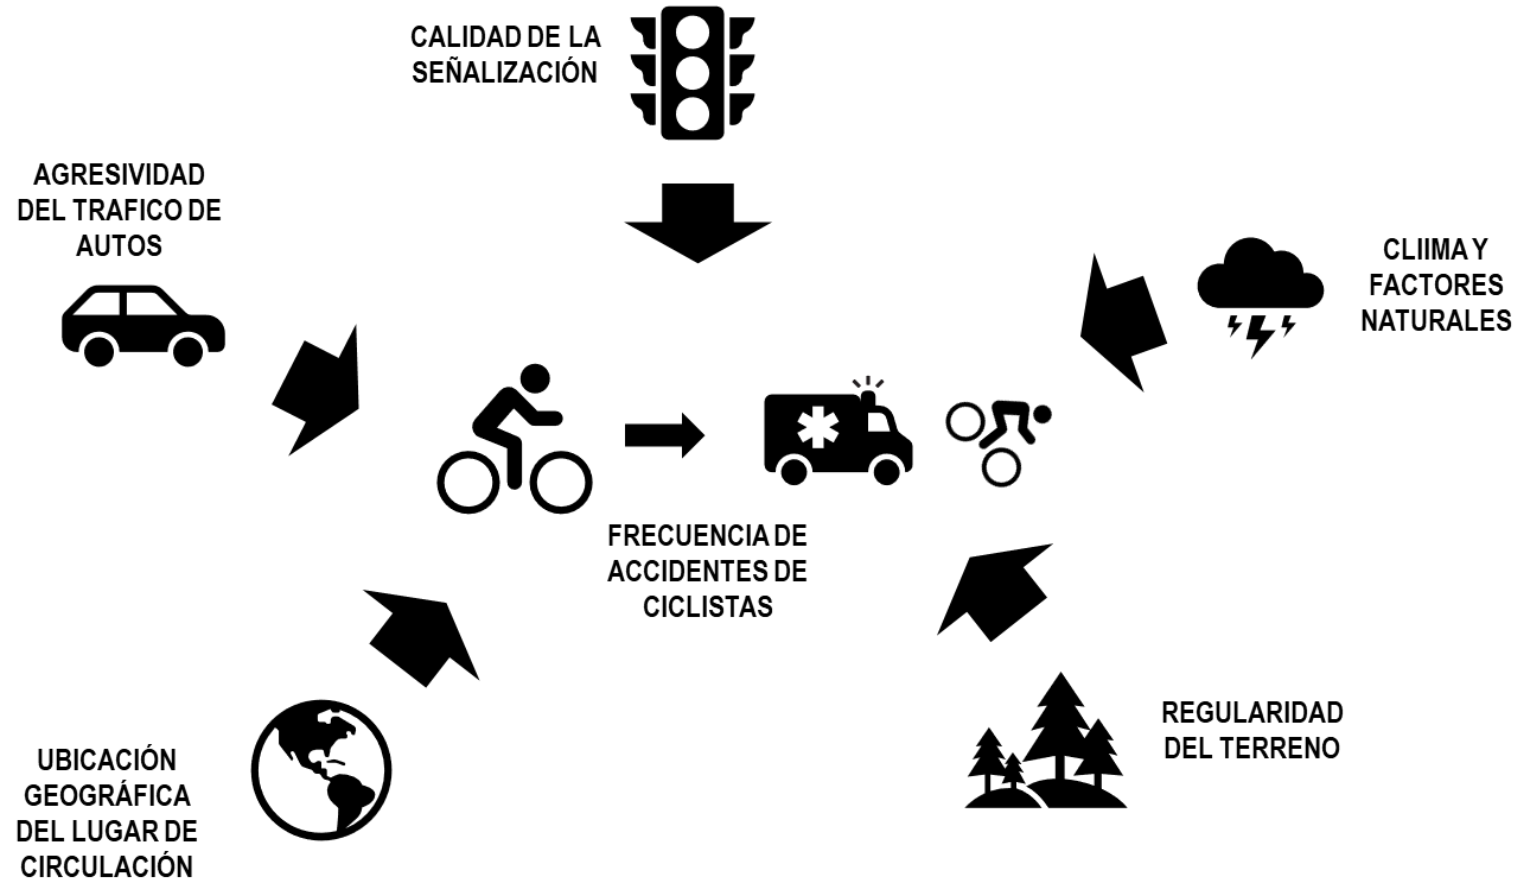 CALIDAD DE LA
SEÑALIZACIÓN
AGRESIVIDAD
DEL TRAFICO DE
AUTOS
CLIIMA Y
FACTORES
NATURALES
FRECUENCIA DE
ACCIDENTES DE
CICLISTAS
REGULARIDAD
DEL TERRENO
UBICACIÓN
GEOGRÁFICA
DEL LUGAR DE
CIRCULACIÓN